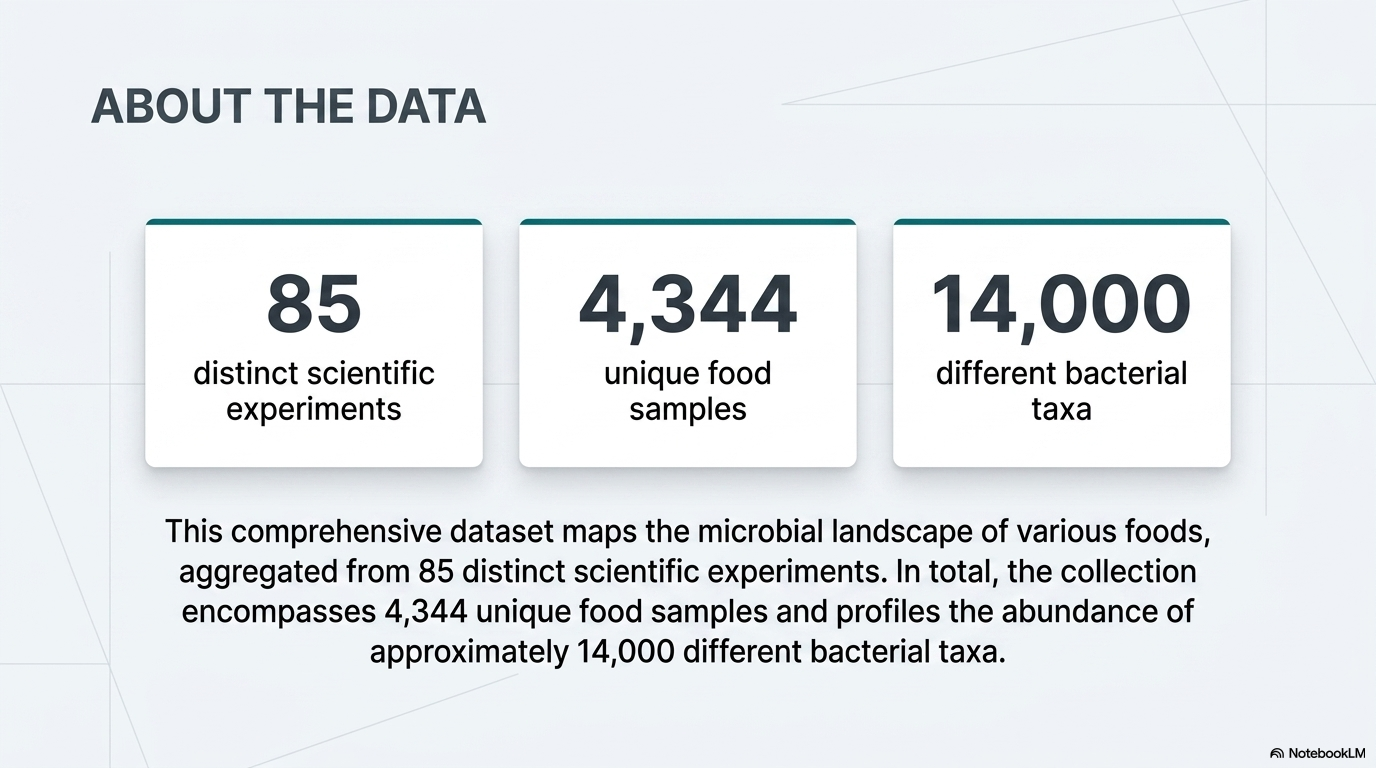 ABOUT THE DATA
85
distinct scientific
experiments
4,344
unique food
samples
14,000
different bacterial
taxa
This comprehensive dataset maps the microbial landscape of various foods,
aggregated from 85 distinct scientific experiments. In total, the collection
encompasses 4,344 unique food samples and profiles the abundance of
approximately 14,000 different bacterial taxa.
NotebookLM